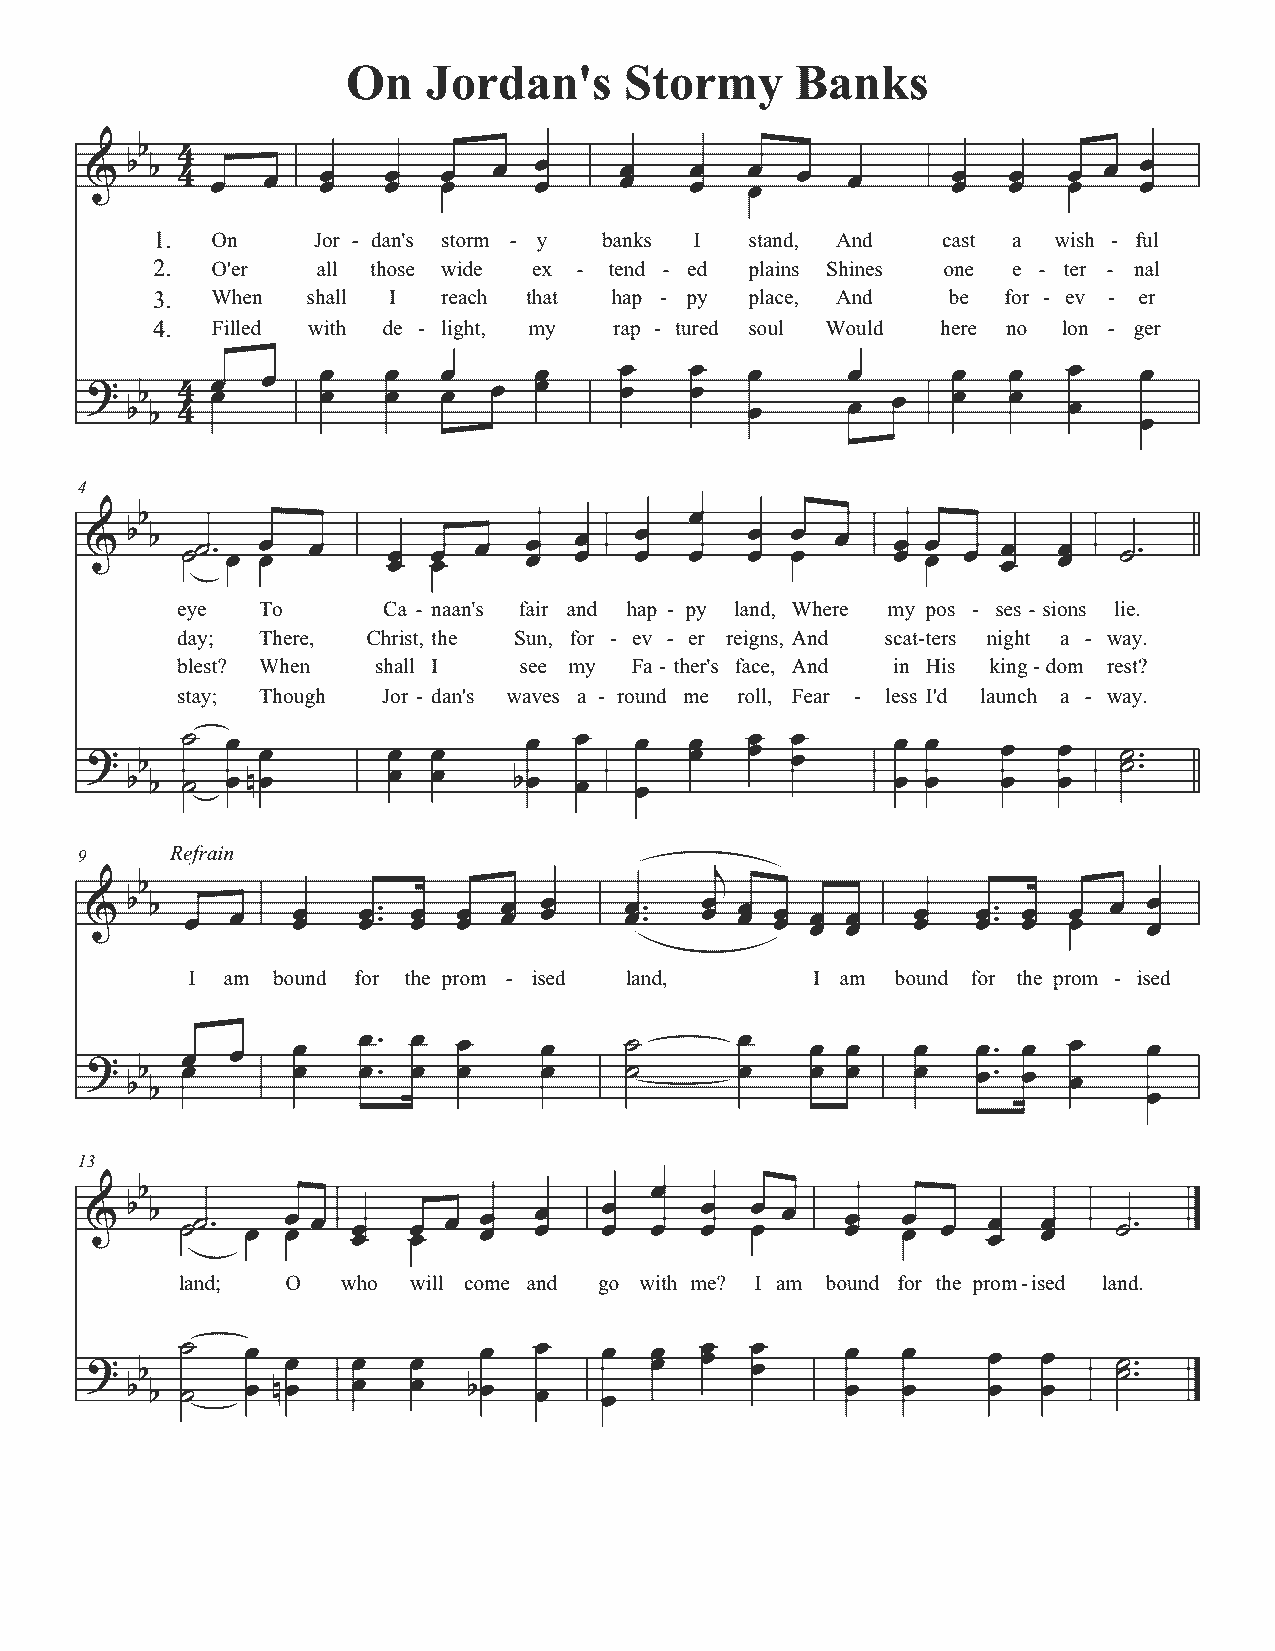 On Jordan's Stormy Banks
4
4
1. On Jor - dan's storm - y banks I stand, And cast a wish - ful
2. O'er all those wide ex - tend - ed plains Shines one e - ter - nal
3. When shall I reach that hap - py place, And be for - ev - er
4. Filled with de - light, my rap - tured soul Would here no lon - ger
4
4
4
eye To Ca - naan's fair and hap - py land, Where my pos - ses - sions lie.
day; There, Christ, the Sun, for - ev - er reigns, And scat-ters night a - way.
blest? When shall I see my Fa - ther's face, And in His king - dom rest?
stay; Though Jor - dan's waves a - round me roll, Fear - less I'd launch a - way.
9 Refrain
I am bound for the prom - ised land, I am bound for the prom - ised
13
land; O who will come and go with me? I am bound for the prom - ised land.